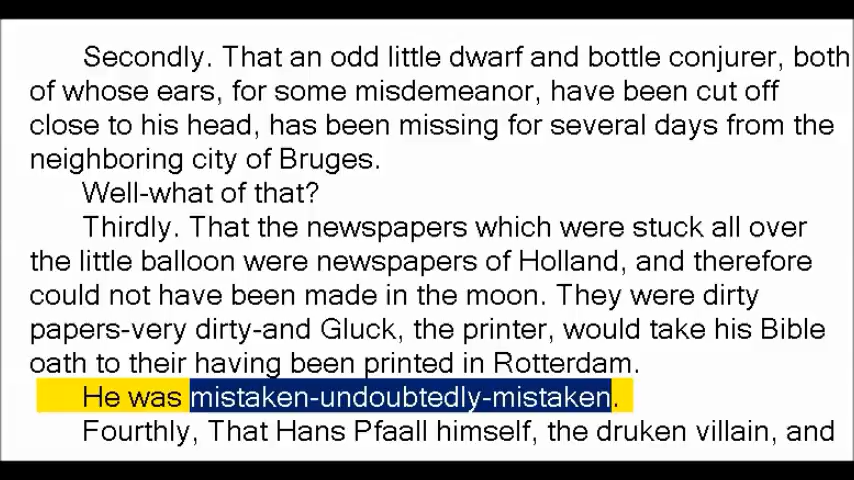 Secondly. That an odd little dwarf and bottle conjurer, both
of whose ears, for some misdemeanor, have been cut off
close to his head, has been missing for several days from the
neighboring city of Bruges.
Well-what of that?
Thirdly. That the newspapers which were stuck all over
the little balloon were newspapers of Holland, and therefore
could not have been made in the moon. They were dirty
papers-very dirty-and Gluck, the printer, would take his Bible
oath to their having been printed in Rotterdam.
He was mistaken-undoubtedly-mistaken.
Fourthly, That Hans Pfaall himself, the druken villain, and